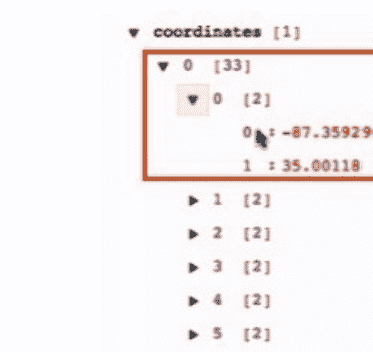 ▼ coordinates [1]
▼ 0 [33]
▼ 0 [2]
0 : -87.35929
1 : 35.00118
▶ 1 [2]
▶ 2 [2]
▶ 3 [2]
▶ 4 [2]
▶ 5 [2]